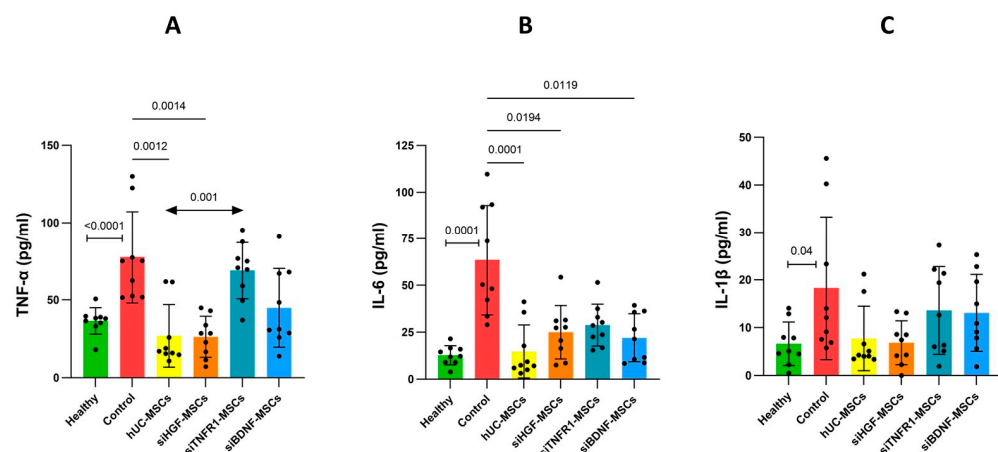 A
B
C
0.0014
0.0012
0.001
<0.0001
TNF-α (pg/ml)
150
100
50
0
Healthy
Control
hUC-MSCs
siHGF-MSCs
siTNFR1-MSCs
siBDNF-MSCs
0.0119
0.0194
0.0001
0.0001
IL-6 (pg/ml)
125
100
75
50
25
0
Healthy
Control
hUC-MSCs
siHGF-MSCs
siTNFR1-MSCs
siBDNF-MSCs
0.04
IL-1β (pg/ml)
50
40
30
20
10
0
Healthy
Control
hUC-MSCs
siHGF-MSCs
siTNFR1-MSCs
siBDNF-MSCs